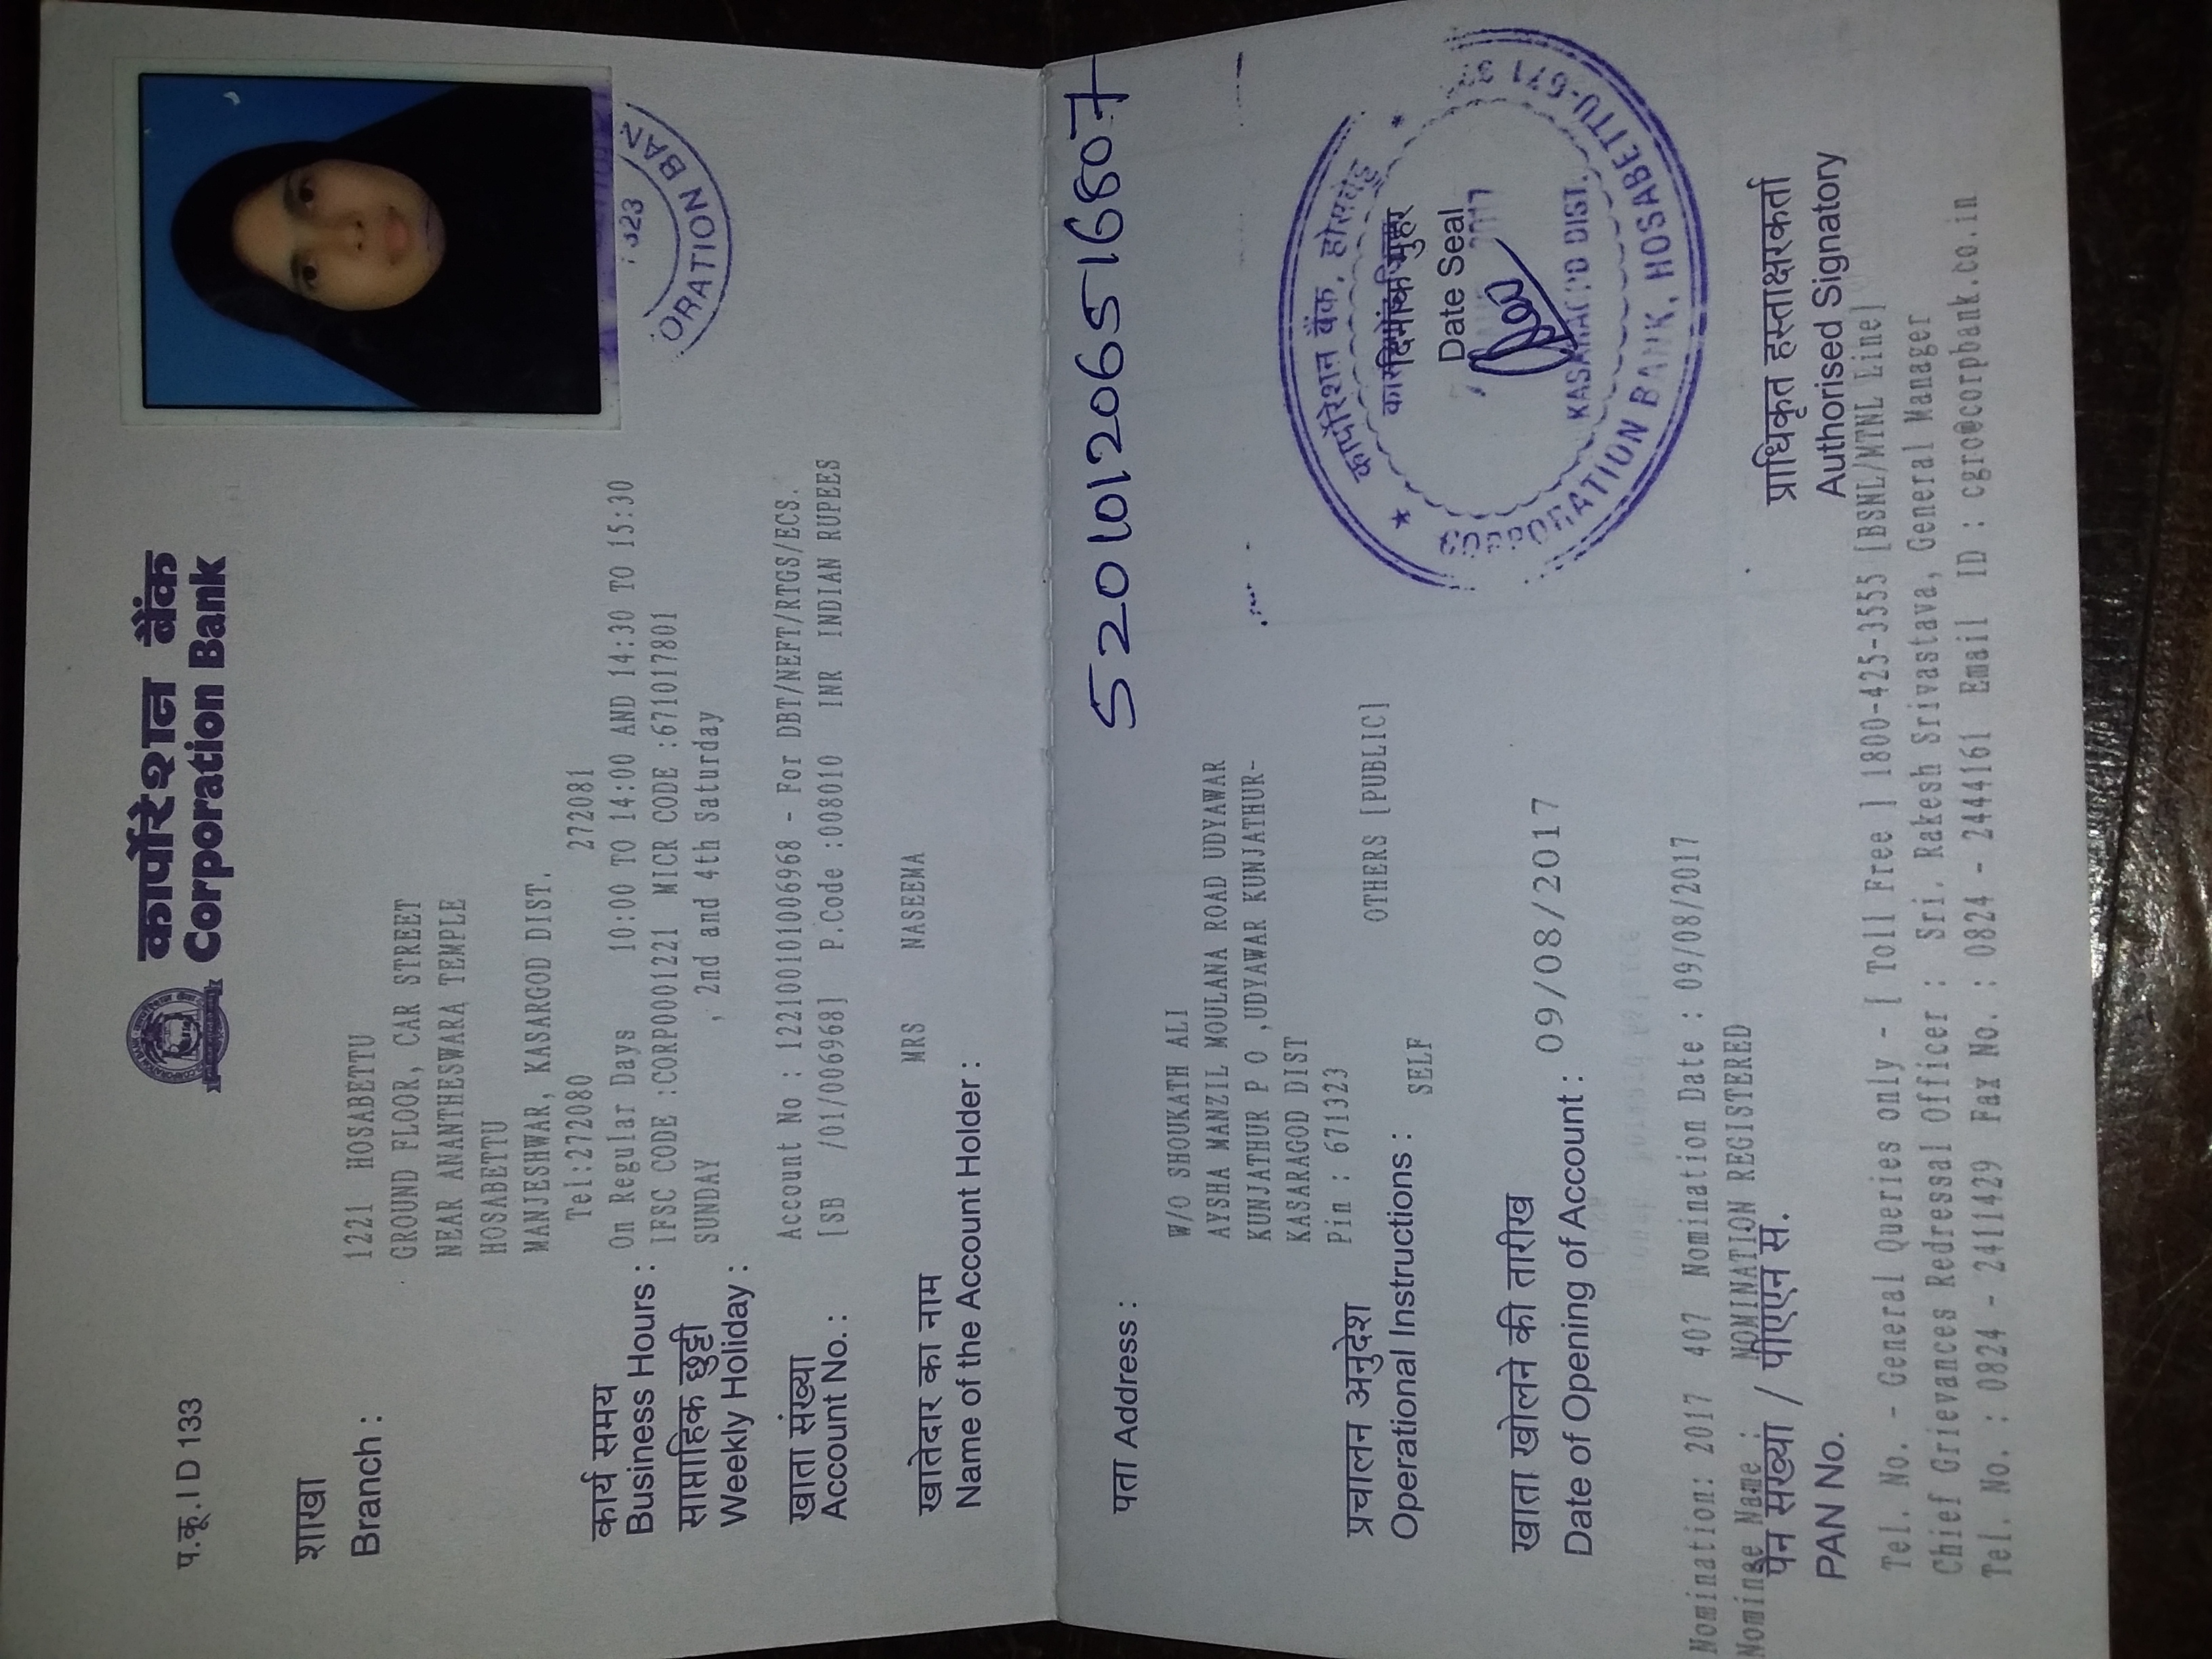 प.कू.I D 133
कार्पोरेशन बैंक
Corporation Bank
शाखा
Branch :
1221 HOSABETTU
GROUND FLOOR, CAR STREET
NEAR ANANTHESWARA TEMPLE
HOSABETTU
MANJESHWAR, KASARGOD DIST.
Tel:272080 272081
कार्य समय
Business Hours :
On Regular Days 10:00 TO 14:00 AND 14:30 TO 15:30
IFSC CODE :CORP0001221 MICR CODE :671017801
साप्ताहिक छुट्टी
Weekly Holiday :
SUNDAY , 2nd and 4th Saturday
323
ORATION BAN
खाता संख्या
Account No. :
Account No : 122100101006968 - For DBT/NEFT/RTGS/ECS.
[SB /01/006968] P.Code :008010 INR INDIAN RUPEES
खातेदार का नाम
Name of the Account Holder :
MRS NASEEMA
520101206516807
पता Address :
W/O SHOUKATH ALI
AYSHA MANZIL MOULANA ROAD UDYAWAR
KUNJATHUR P O ,UDYAWAR KUNJATHUR-
KASARAGOD DIST
Pin : 671323
प्रचालन अनुदेश
Operational Instructions :
OTHERS [PUBLIC]
SELF
कार्पोरेशन बैंक,
दिनांक मुहर
Date Seal
2017
KASARAGOD DIST.
CORPORATION BANK, HOSABETTU-671
खाता खोलने की तारीख
Date of Opening of Account :
09/08/2017
Nomination: 2017 407 Nomination Date : 09/08/2017
Nominee Name : NOMINATION REGISTERED
पैन संख्या / पीएएन सं.
PAN No.
प्राधिकृत हस्ताक्षरकर्ता
Authorised Signatory
Tel. No. - General Queries only - [ Toll Free ] 1800-425-3555 [BSNL/MTNL Line]
Chief Grievances Redressal Officer : Sri. Rakesh Srivastava, General Manager
Tel. No. : 0824 - 2411429 Fax No. : 0824 - 2444161 Email ID : cgro@corpbank.co.in